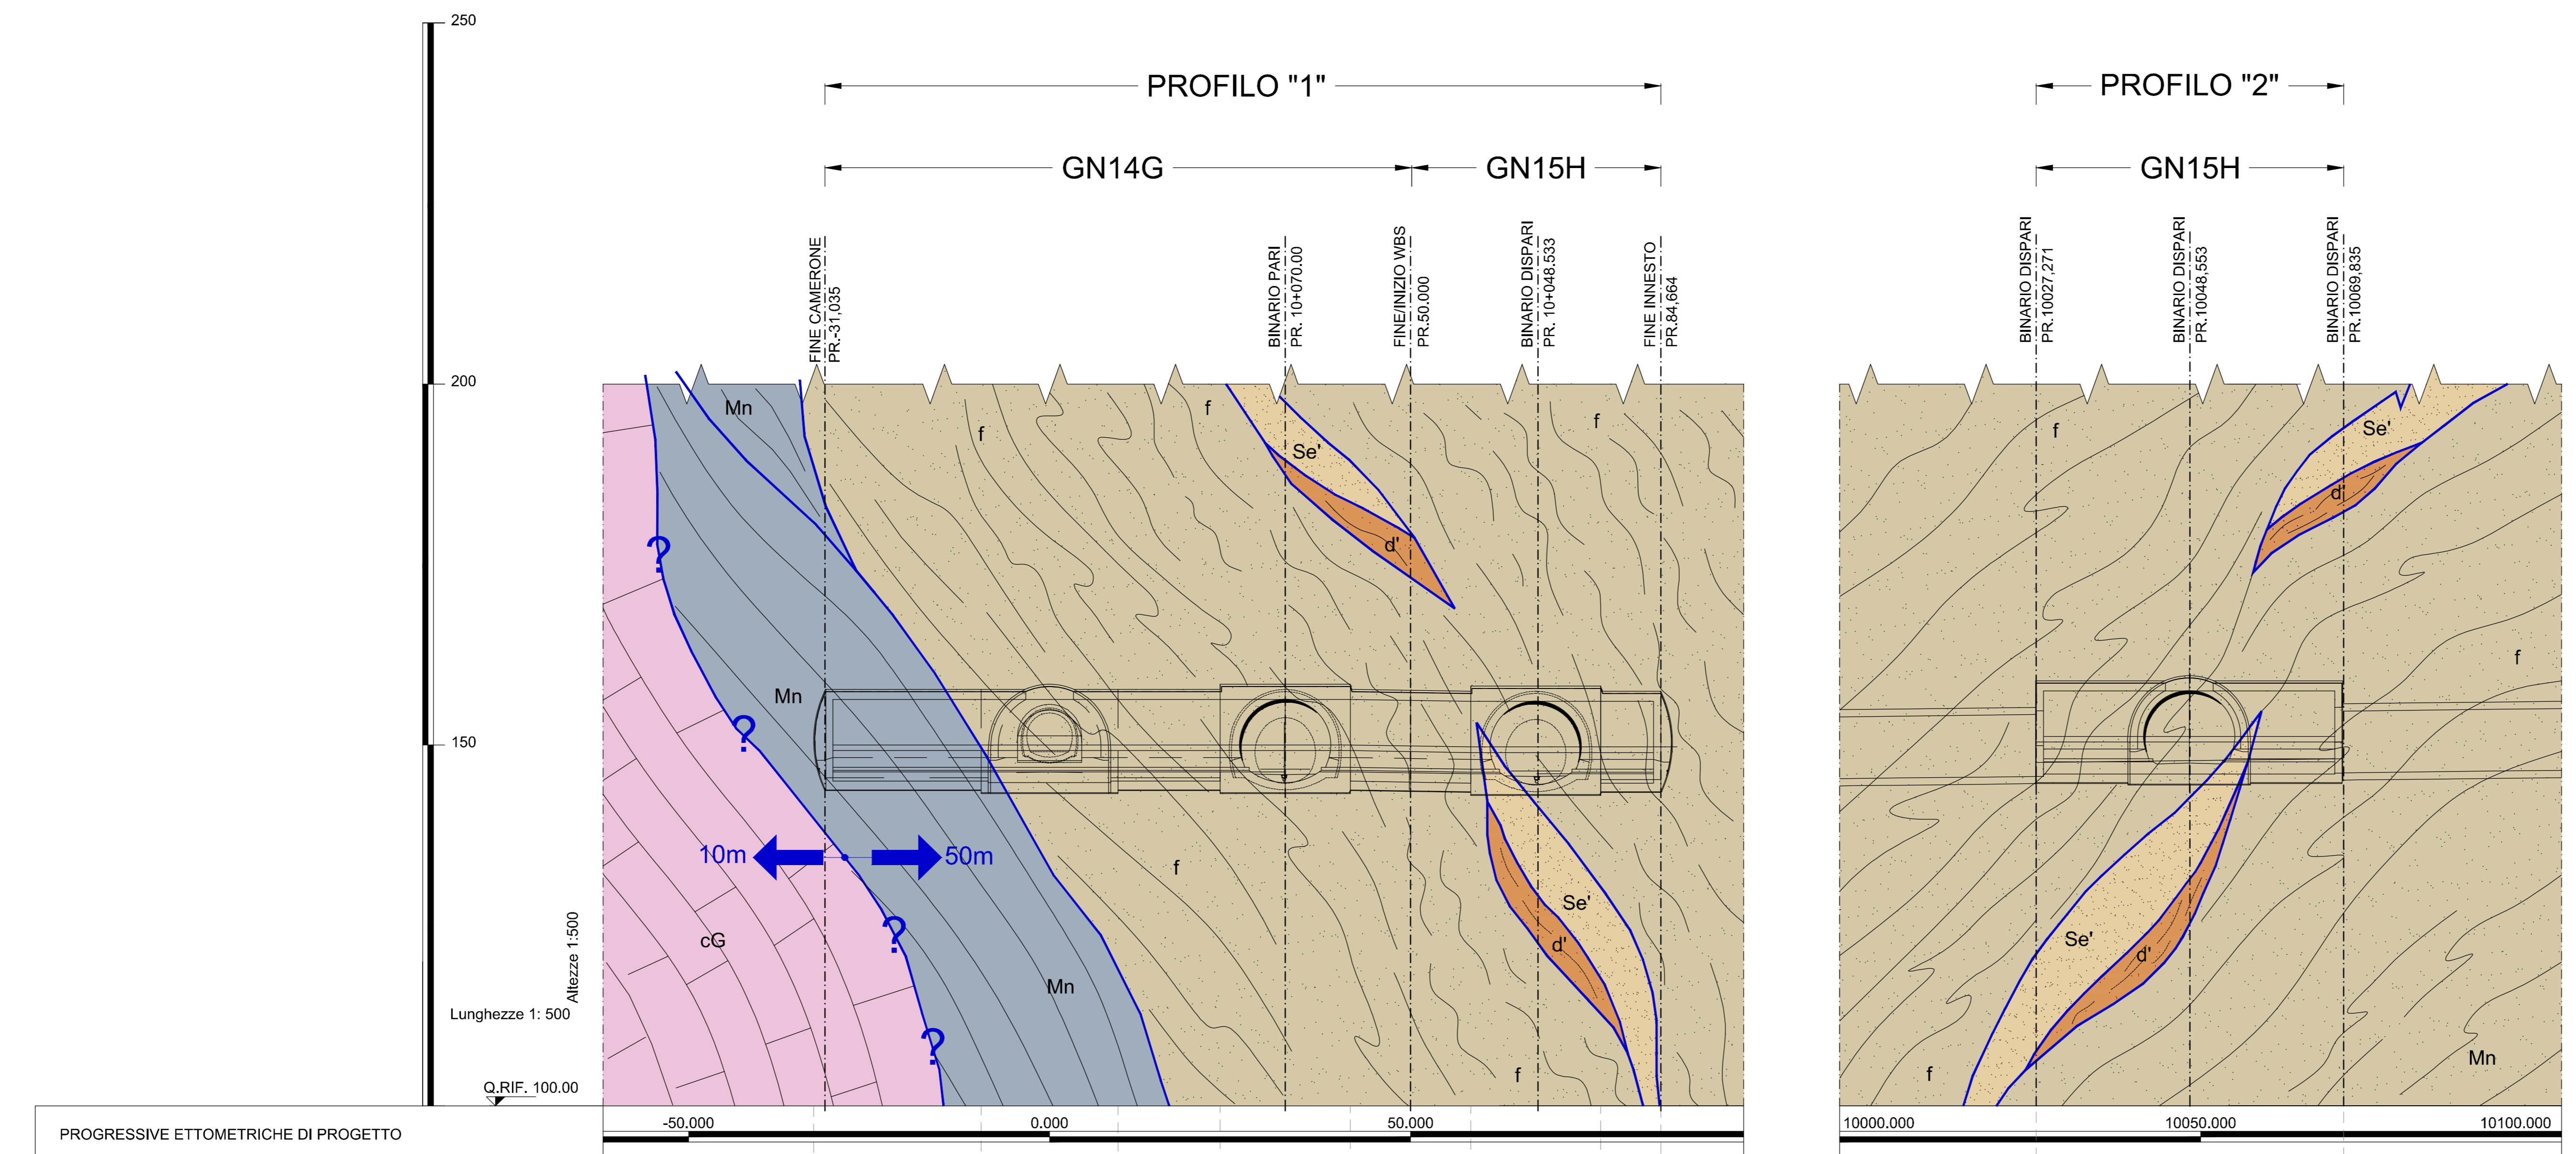 250
PROFILO "1"
PROFILO "2"
GN14G
GN15H
GN15H
FINE CAMERONE
PR.-31,035
BINARIO PARI
PR. 10+070.00
FINE/INIZIO WBS
PR.50.000
BINARIO DISPARI
PR. 10+048.533
FINE INNESTO
PR.84,664
BINARIO DISPARI
PR.10027,271
BINARIO DISPARI
PR.10048,553
BINARIO DISPARI
PR.10069,835
200
Mn
f
f
f
Se'
d'
f
Se'
d'
?
f
Mn
?
150
10m
50m
f
?
cG
Se'
d'
Mn
?
f
Se'
d'
f
Mn
Altezze 1:500
Lunghezze 1: 500
Q.RIF. 100.00
PROGRESSIVE ETTOMETRICHE DI PROGETTO
-50.000
0.000
50.000
10000.000
10050.000
10100.000